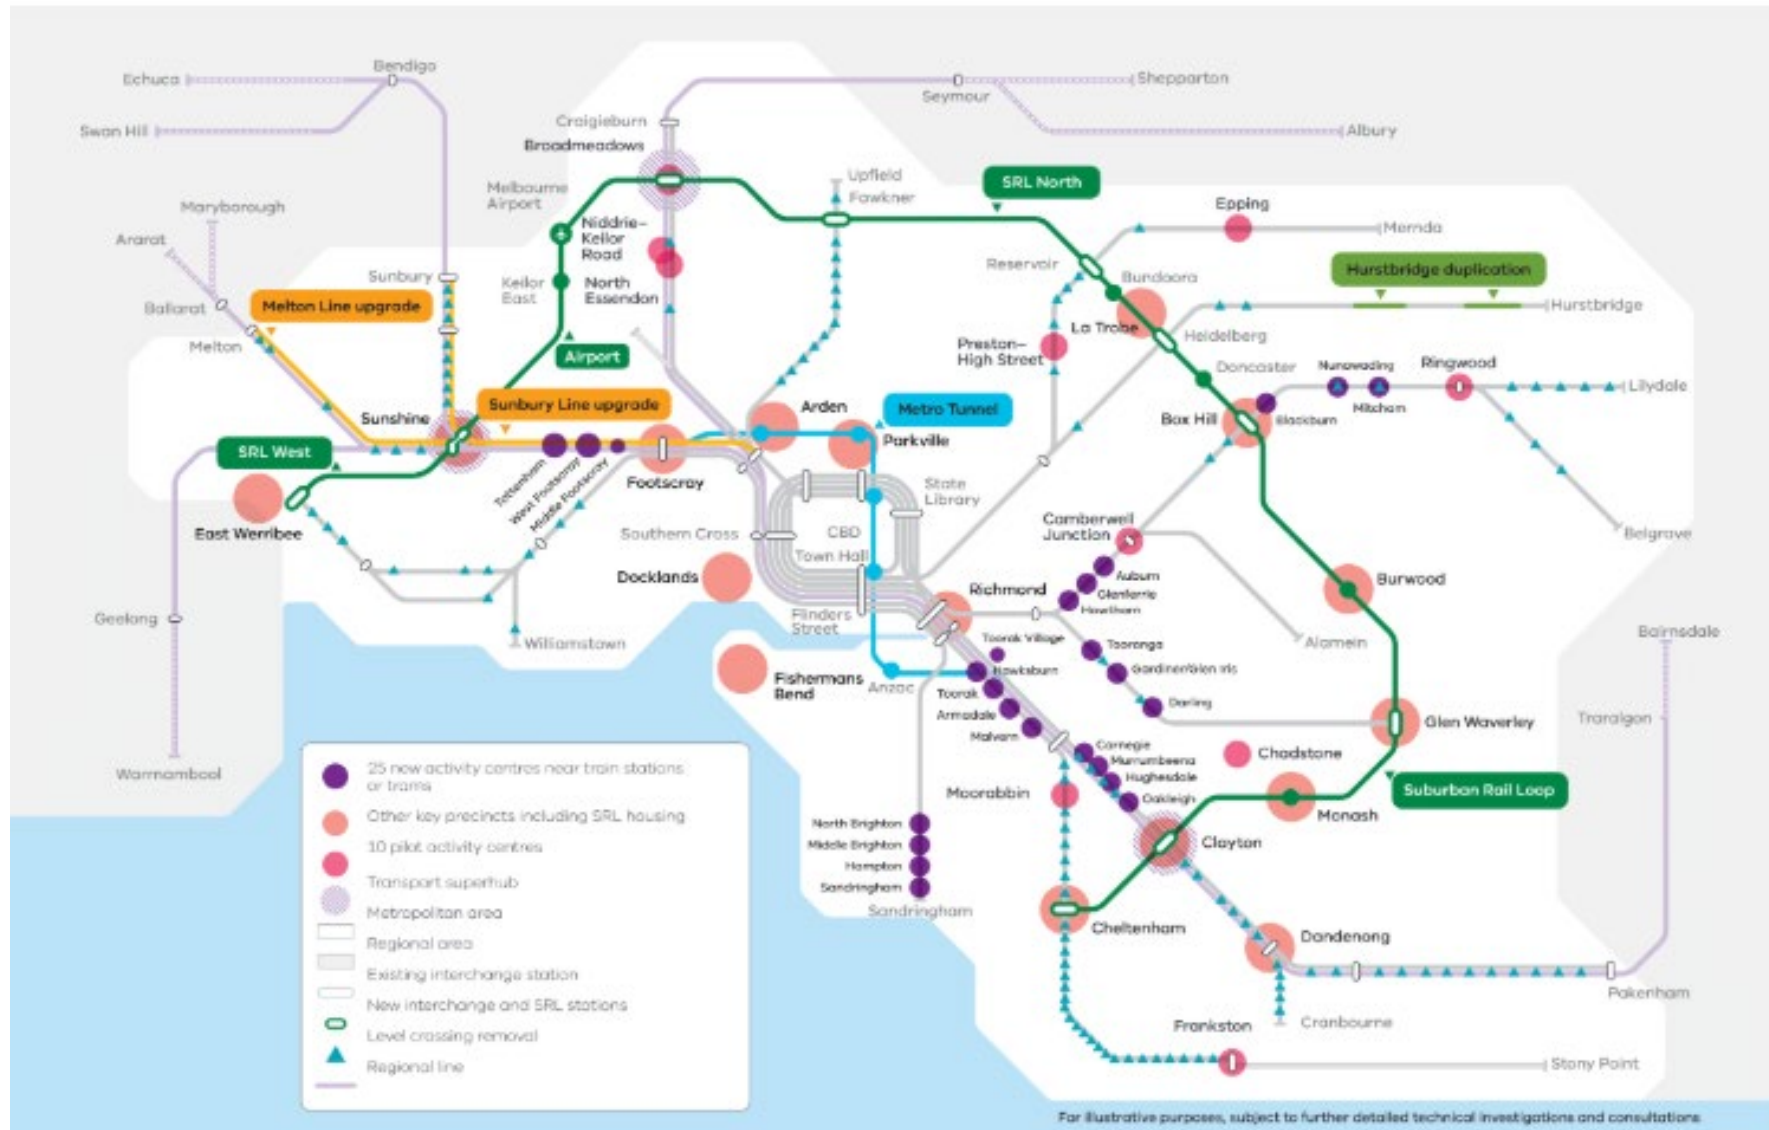 Echuca
Bendigo
Swan Hill
Seymour
Shepparton
Albury
Craigieburn
Broadmeadows
Melbourne
Airport
Upfield
Fawkner
SRL North
Epping
Mernda
Maryborough
Ararat
Ballarat
Melton
Sunbury
Melton Line upgrade
Niddrie–
Keilor
Road
Keilor
East
North
Essendon
Airport
Reservoir
Bundoora
La Trobe
Hurstbridge duplication
Hurstbridge
Heidelberg
Preston–
High Street
Doncaster
Nunawading
Ringwood
Lilydale
Mitcham
Blackburn
Box Hill
Belgrave
Sunshine
Sunbury Line upgrade
Arden
Metro Tunnel
Parkville
SRL West
Tottenham
West Footscray
Middle Footscray
Footscray
East Werribee
State
Library
Southern Cross
CBD
Town Hall
Docklands
Flinders
Street
Richmond
Camberwell
Junction
Auburn
Glenferrie
Hawthorn
Burwood
Alamein
Geelong
Williamstown
Warrnambool
Fishermans
Bend
Anzac
Toorak Village
Hawksburn
Toorak
Armadale
Malvern
Tooronga
Gardiner/Glen Iris
Darling
Glen Waverley
Bairnsdale
Traralgon
Carnegie
Murrumbeena
Hughesdale
Oakleigh
Chadstone
Suburban Rail Loop
Monash
Moorabbin
Clayton
North Brighton
Middle Brighton
Hampton
Sandringham
Sandringham
Cheltenham
Dandenong
Pakenham
Cranbourne
Frankston
Stony Point
25 new activity centres near train stations
or trams
Other key precincts including SRL housing
10 pilot activity centres
Transport superhub
Metropolitan area
Regional area
Existing interchange station
New interchange and SRL stations
Level crossing removal
Regional line
For illustrative purposes, subject to further detailed technical investigations and consultations